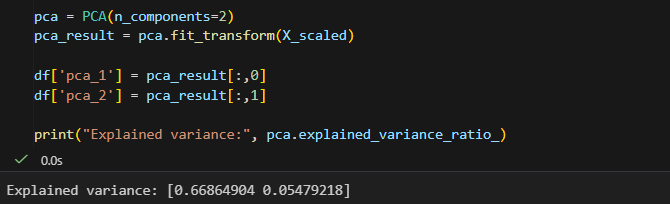 pca = PCA(n_components=2)
pca_result = pca.fit_transform(X_scaled)
df['pca_1'] = pca_result[:,0]
df['pca_2'] = pca_result[:,1]
print("Explained variance:", pca.explained_variance_ratio_)
0.0s
Explained variance: [0.66864904 0.05479218]